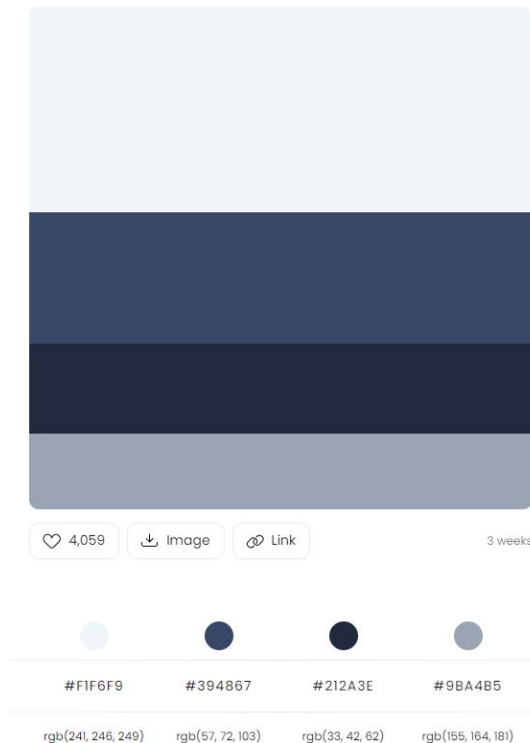 4,059 Image Link 3 weeks
#F1F6F9 #394867 #212A3E #9BA4B5
rgb(241, 246, 249) rgb(57, 72, 103) rgb(33, 42, 62) rgb(155, 164, 181)